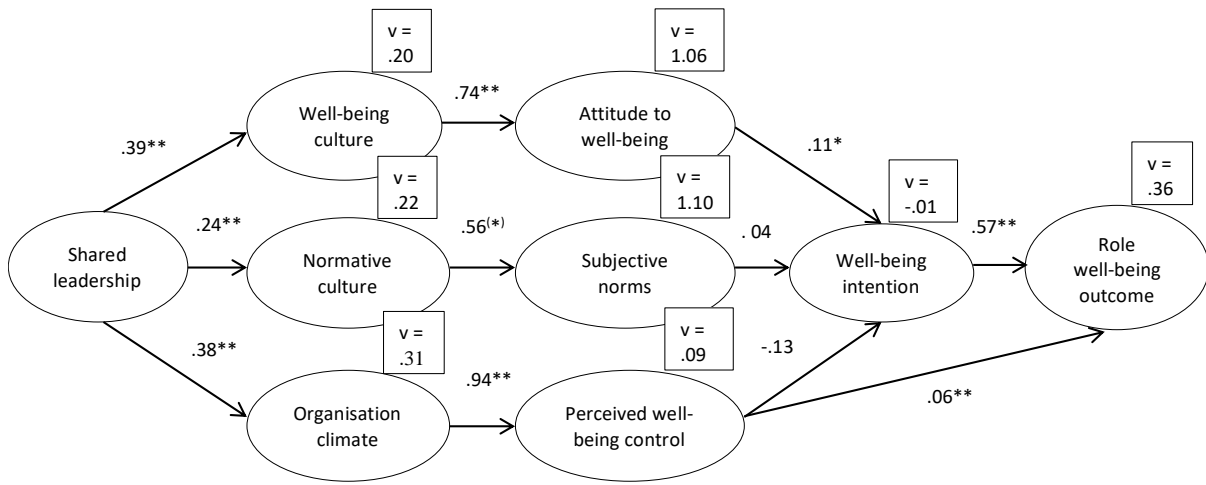 v =
.20
v =
1.06
Well-being
culture
.74**
Attitude to
well-being
.39**
.11*
v =
.22
v =
1.10
v =
-.01
v =
.36
Shared
leadership
.24**
Normative
culture
.56(*)
Subjective
norms
. 04
Well-being
intention
.57**
Role
well-being
outcome
v =
.31
v =
.09
.38**
-.13
Organisation
climate
.94**
Perceived well-
being control
.06**